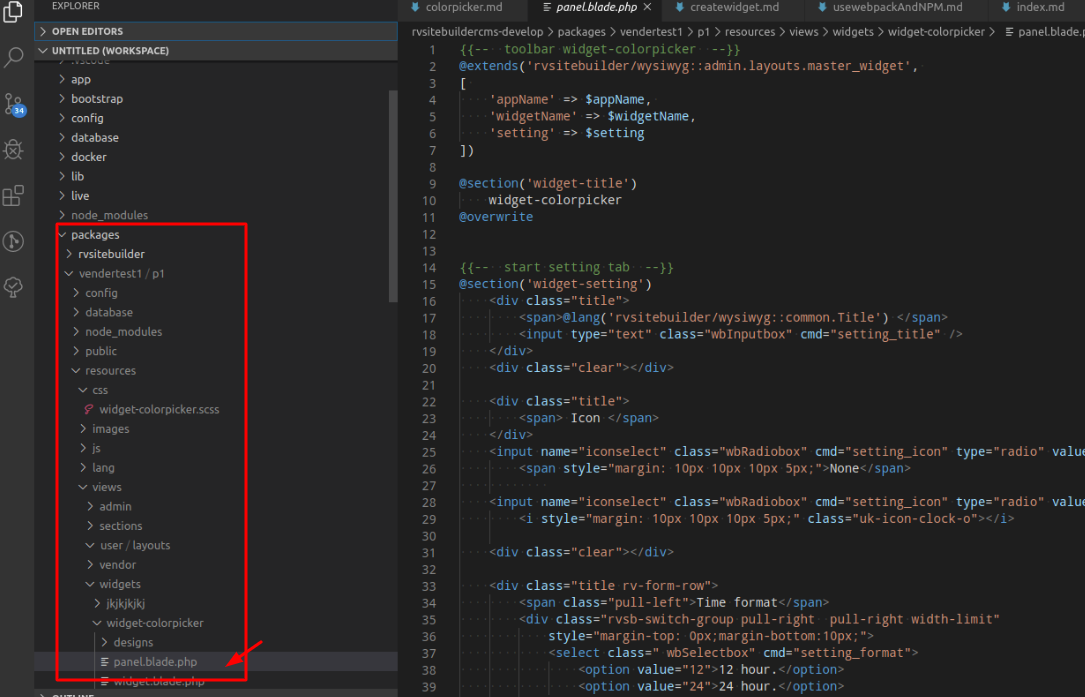 EXPLORER
OPEN EDITORS
UNTITLED (WORKSPACE)
.vscode
app
bootstrap
config
database
docker
lib
live
node_modules
packages
rvsitebuilder
vendertest1 / p1
config
database
node_modules
public
resources
css
widget-colorpicker.scss
images
js
lang
views
admin
sections
user / layouts
vendor
widgets
jkjkjkjkj
widget-colorpicker
designs
panel.blade.php
widget.blade.php
OUTLINE
34
colorpicker.md
panel.blade.php
createwidget.md
usewebpackAndNPM.md
index.md
rvsitebuildercms-develop > packages > vendertest1 > p1 > resources > views > widgets > widget-colorpicker > panel.blade.p
1 {{-- toolbar widget-colorpicker --}}
2 @extends('rvsitebuilder/wysiwyg::admin.layouts.master_widget',
3 [
4 'appName' => $appName,
5 'widgetName' => $widgetName,
6 'setting' => $setting
7 ])
8
9 @section('widget-title')
10 widget-colorpicker
11 @overwrite
12
13
14 {{-- start setting tab --}}
15 @section('widget-setting')
16 <div class="title">
17 <span>@lang('rvsitebuilder/wysiwyg::common.Title') </span>
18 <input type="text" class="wbInputbox" cmd="setting_title" />
19 </div>
20 <div class="clear"></div>
21
22 <div class="title">
23 <span> Icon </span>
24 </div>
25 <input name="iconselect" class="wbRadiobox" cmd="setting_icon" type="radio" value
26 <span style="margin: 10px 10px 10px 5px;">None</span>
27
28 <input name="iconselect" class="wbRadiobox" cmd="setting_icon" type="radio" value
29 <i style="margin: 10px 10px 10px 5px;" class="uk-icon-clock-o"></i>
30
31 <div class="clear"></div>
32
33 <div class="title rv-form-row">
34 <span class="pull-left">Time format</span>
35 <div class="rvsb-switch-group pull-right pull-right width-limit"
36 style="margin-top: 0px;margin-bottom:10px;">
37 <select class=" wbSelectbox" cmd="setting_format">
38 <option value="12">12 hour.</option>
39 <option value="24">24 hour.</option>